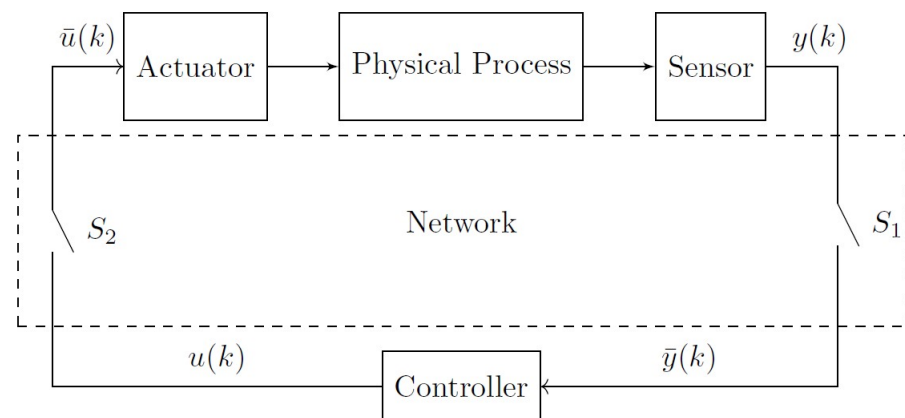 ū(k)
Actuator
Physical Process
Sensor
y(k)
S₂
Network
S₁
u(k)
Controller
ȳ(k)